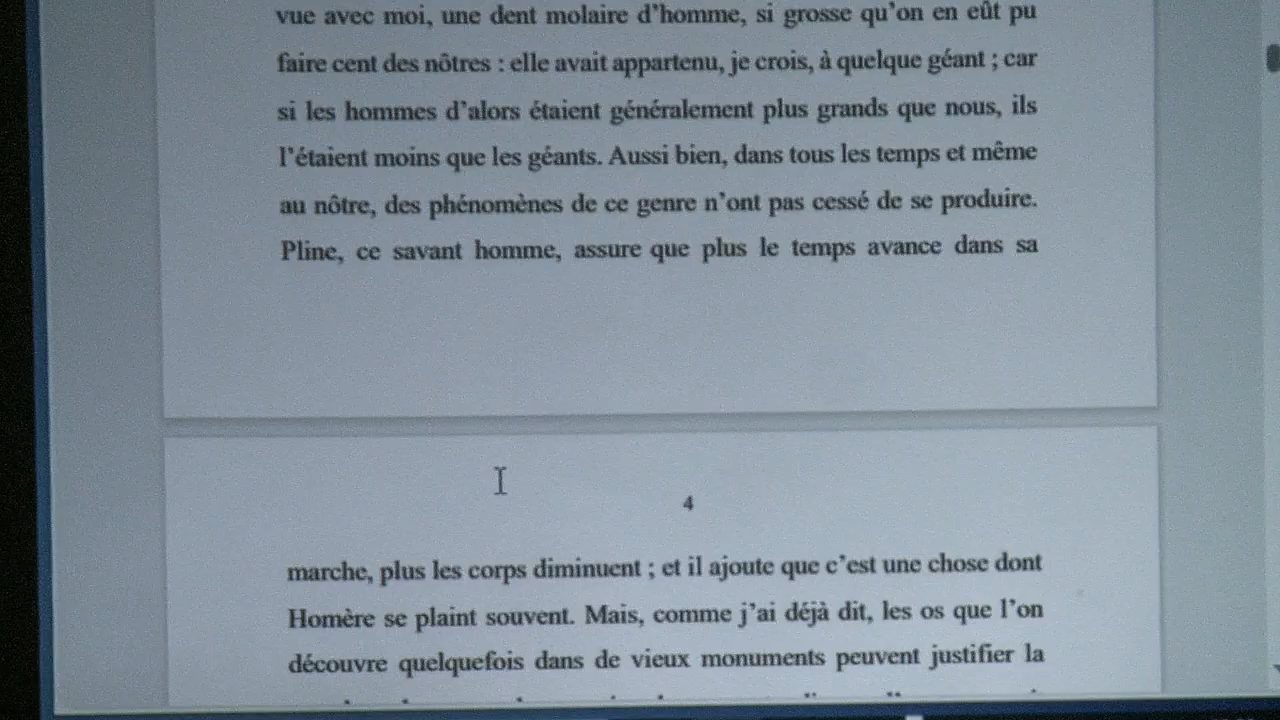 vue avec moi, une dent molaire d’homme, si grosse qu’on en eût pu
faire cent des nôtres : elle avait appartenu, je crois, à quelque géant ; car
si les hommes d’alors étaient généralement plus grands que nous, ils
l’étaient moins que les géants. Aussi bien, dans tous les temps et même
au nôtre, des phénomènes de ce genre n’ont pas cessé de se produire.
Pline, ce savant homme, assure que plus le temps avance dans sa
4
marche, plus les corps diminuent ; et il ajoute que c’est une chose dont
Homère se plaint souvent. Mais, comme j’ai déjà dit, les os que l’on
découvre quelquefois dans de vieux monuments peuvent justifier la